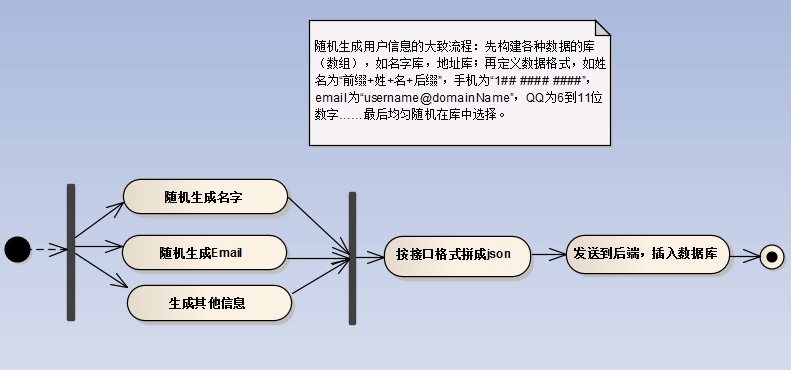 随机生成用户信息的大致流程：先构建各种数据的库
（数组），如名字库，地址库；再定义数据格式，如姓
名为“前缀+姓+名+后缀”，手机为“1## #### ####”，
email为“username@domainName”，QQ为6到11位
数字……最后均匀随机在库中选择。
随机生成名字
随机生成Email
生成其他信息
按接口格式拼成json
发送到后端，插入数据库